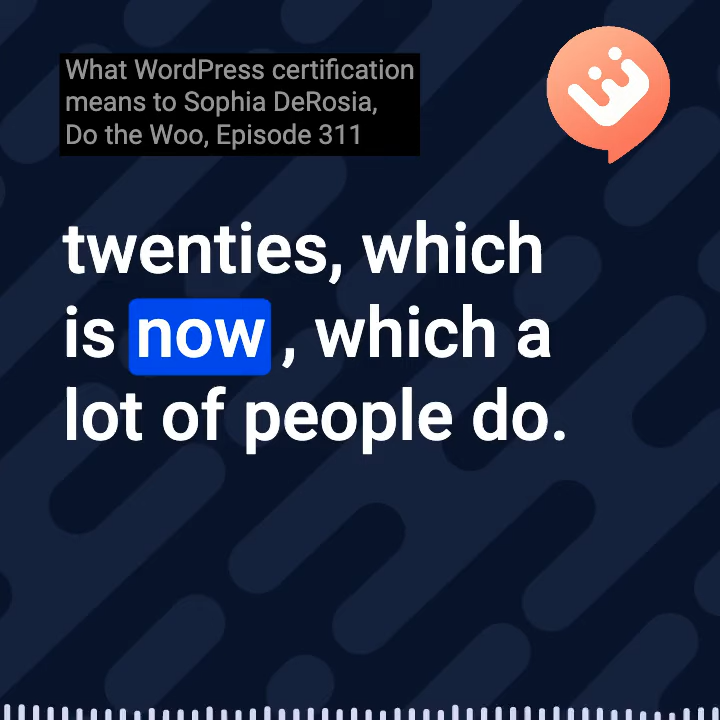 What WordPress certification
means to Sophia DeRosia,
Do the Woo, Episode 311
twenties, which
is now , which a
lot of people do.